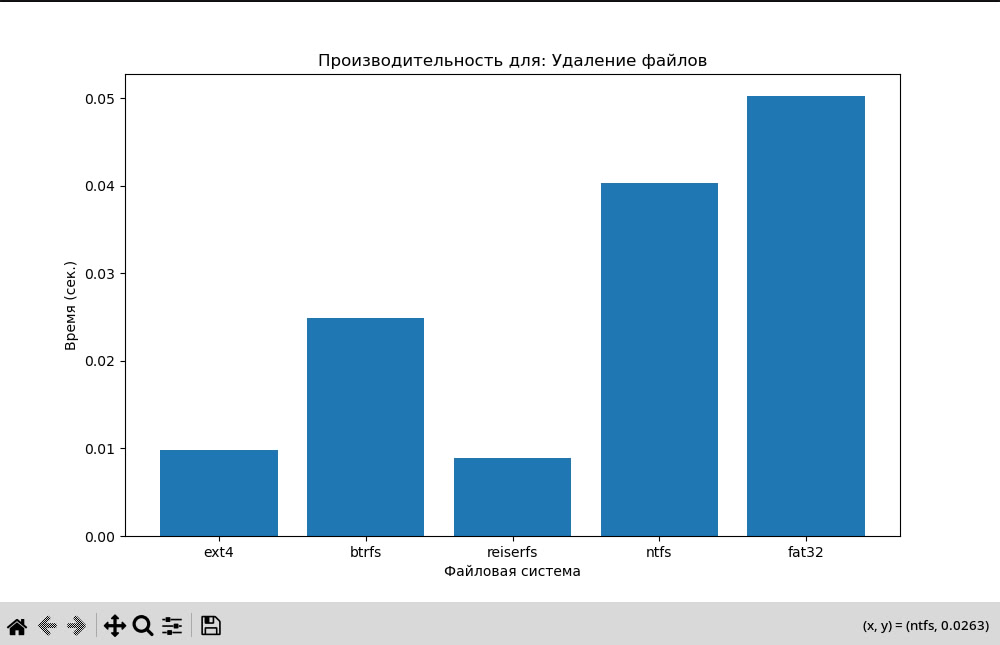 Производительность для: Удаление файлов
0.05
0.04
0.03
0.02
0.01
0.00
Время (сек.)
ext4 btrfs reiserfs ntfs fat32
Файловая система
(x, y) = (ntfs, 0.0263)